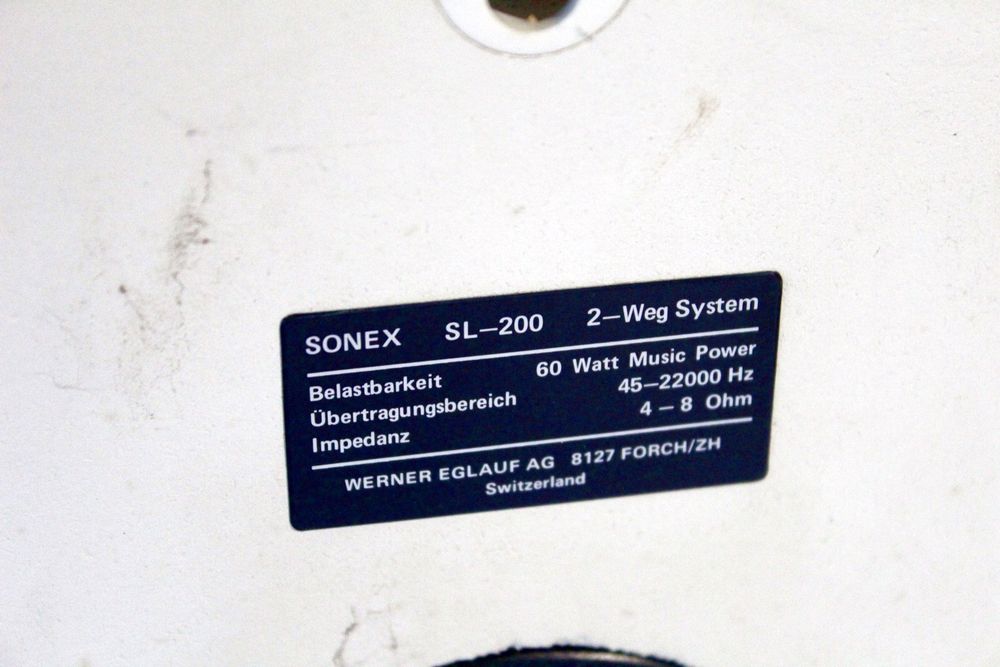 SONEX SL-200 2-Weg System
Belastbarkeit 60 Watt Music Power
Übertragungsbereich 45-22000 Hz
Impedanz 4 - 8 Ohm
WERNER EGLAUF AG 8127 FORCH/ZH
Switzerland